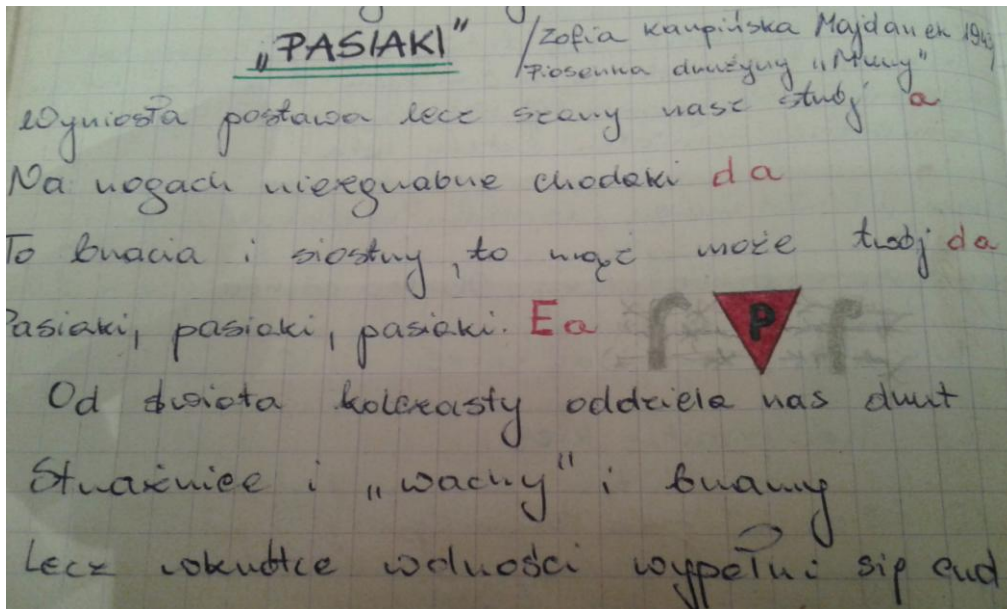 „PASIAKI"
/Zofia Karpińska Majdanek 1943
/Piosenka drużyny „Mury"
Wyniosła postawa lecz szary nasz strój a
Na nogach niezgrabne chodaki d a
To bracia i siostry, to mąż może twój d a
Pasiaki, pasiaki, pasiaki. E a
P
Od świata kolczasty oddziela nas drut
Strażnice i „wachy" i bramy
Lecz wkrótce wolności wypełni się cud